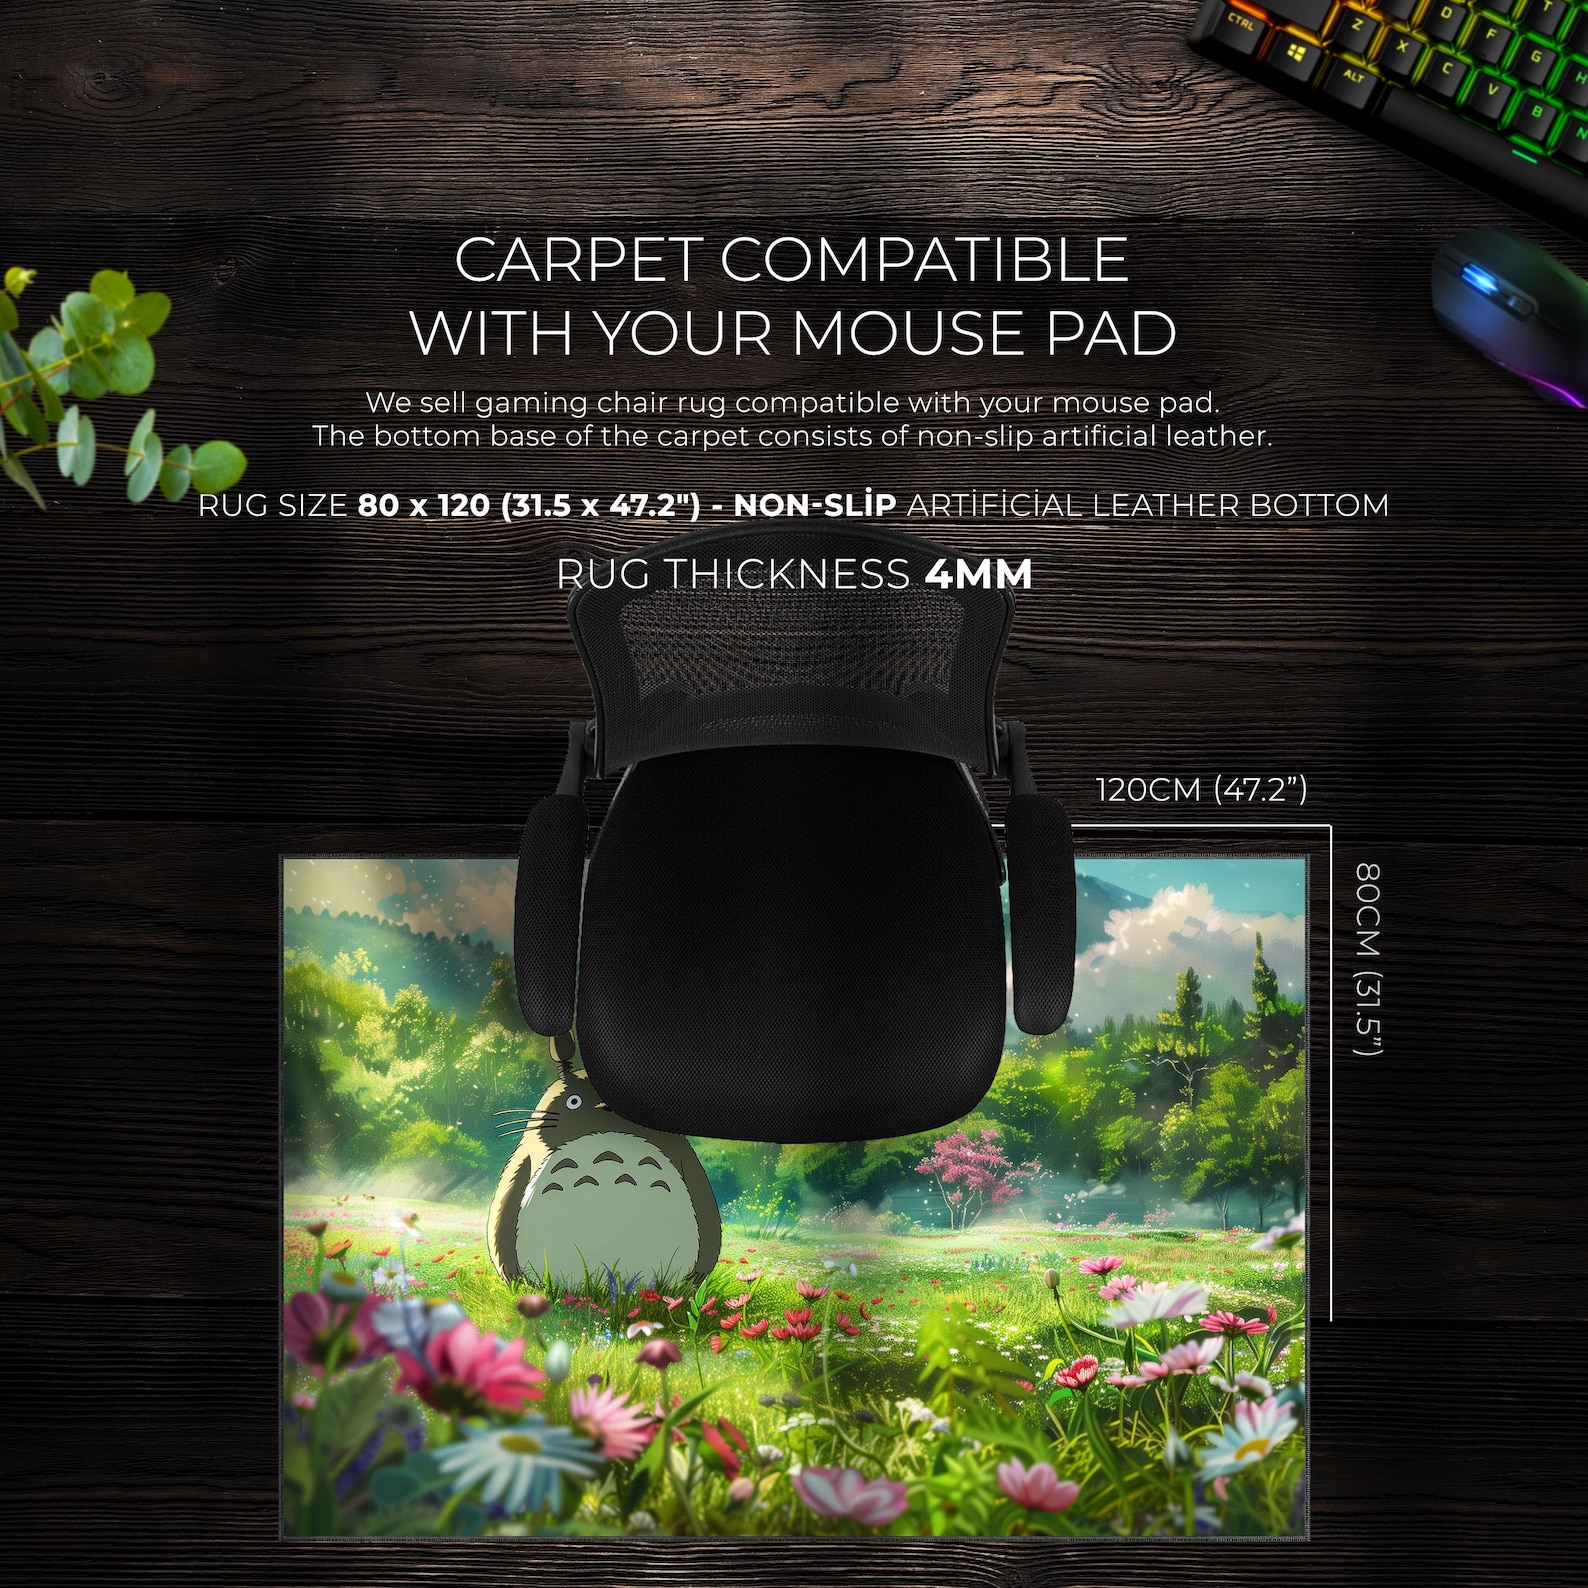 CTRL
ALT
Z
X
C
V
B
N
D
F
G
H
T
CARPET COMPATIBLE
WITH YOUR MOUSE PAD
We sell gaming chair rug compatible with your mouse pad.
The bottom base of the carpet consists of non-slip artificial leather.
RUG SIZE 80 x 120 (31.5 x 47.2") - NON-SLİP ARTİFİCİAL LEATHER BOTTOM
RUG THICKNESS 4MM
120CM (47.2”)
80CM (31.5”)